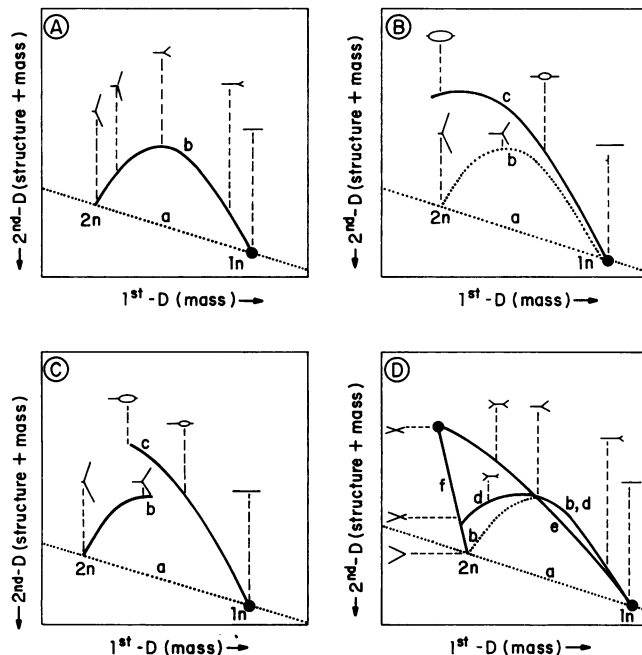 A
←2nd-D (structure + mass)
b
2n
a
1n
1st-D (mass)→
B
←2nd-D (structure + mass)
c
b
2n
a
1n
1st-D (mass)→
C
←2nd-D (structure + mass)
c
b
2n
a
1n
1st-D (mass)→
D
←2nd-D (structure + mass)
f
d
b, d
e
b
2n
a
1n
1st-D (mass)→